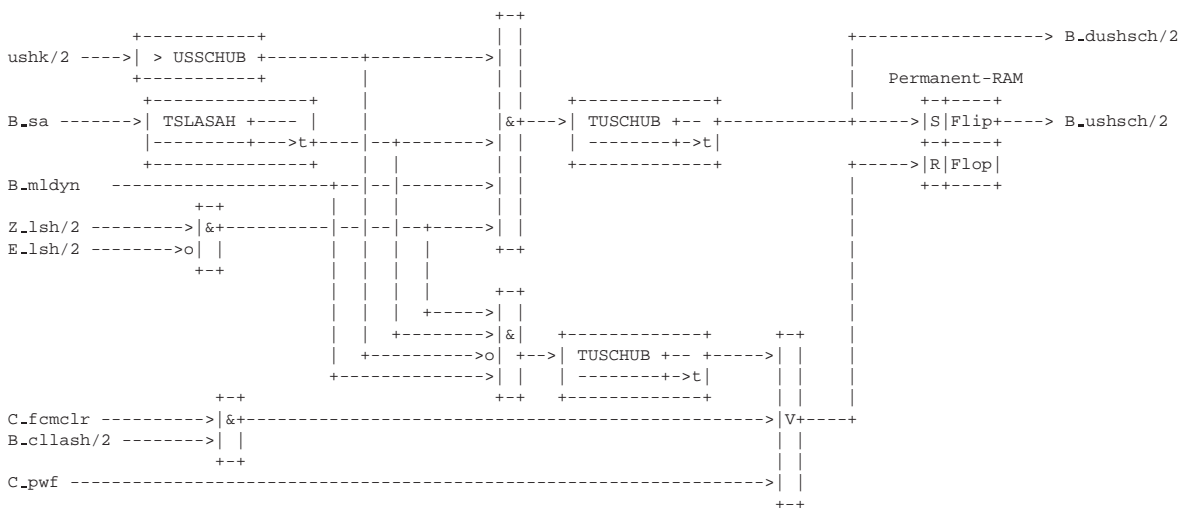 ushk/2 ---->| > USSCHUB +----------+----------->| | B_dushsch/2
Permanent-RAM
B_sa ------->| TSLASAH +---- | |&+--->| TUSCHUB +-- +------------+------>|S|Flip+----> B_ushsch/2
---------+--->t+ --------+->t|
B_mldyn ----->|R|Flop|
Z_lsh/2 --------->|&+
E_lsh/2 -------->o| |
|&|
o| +-->| TUSCHUB +-- +----->| |
--------+->t|
C_fcmclr ---------->|&+---------------------------------->|V+----+
B_cllash/2 -------->| |
C_pwf ------------------------------------------------>| |